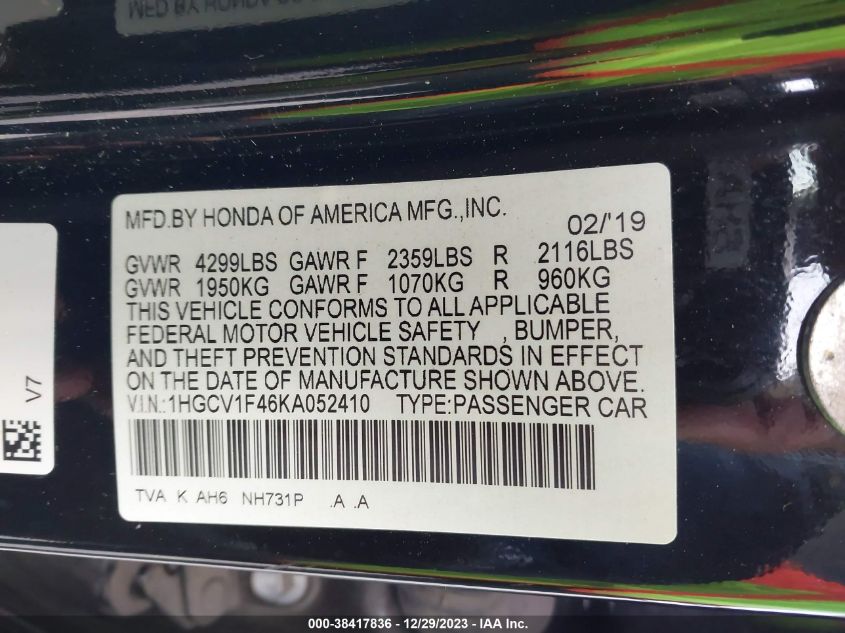 MFD.BY HONDA OF AMERICA MFG.,INC.
02/'19
GVWR 4299LBS GAWR F 2359LBS R 2116LBS
GVWR 1950KG GAWR F 1070KG R 960KG
THIS VEHICLE CONFORMS TO ALL APPLICABLE
FEDERAL MOTOR VEHICLE SAFETY , BUMPER,
AND THEFT PREVENTION STANDARDS IN EFFECT
ON THE DATE OF MANUFACTURE SHOWN ABOVE.
V.I.N.:1HGCV1F46KA052410 TYPE:PASSENGER CAR
TVA K AH6 NH731P .A .A
V7
000-38417836 - 12/29/2023 - IAA Inc.